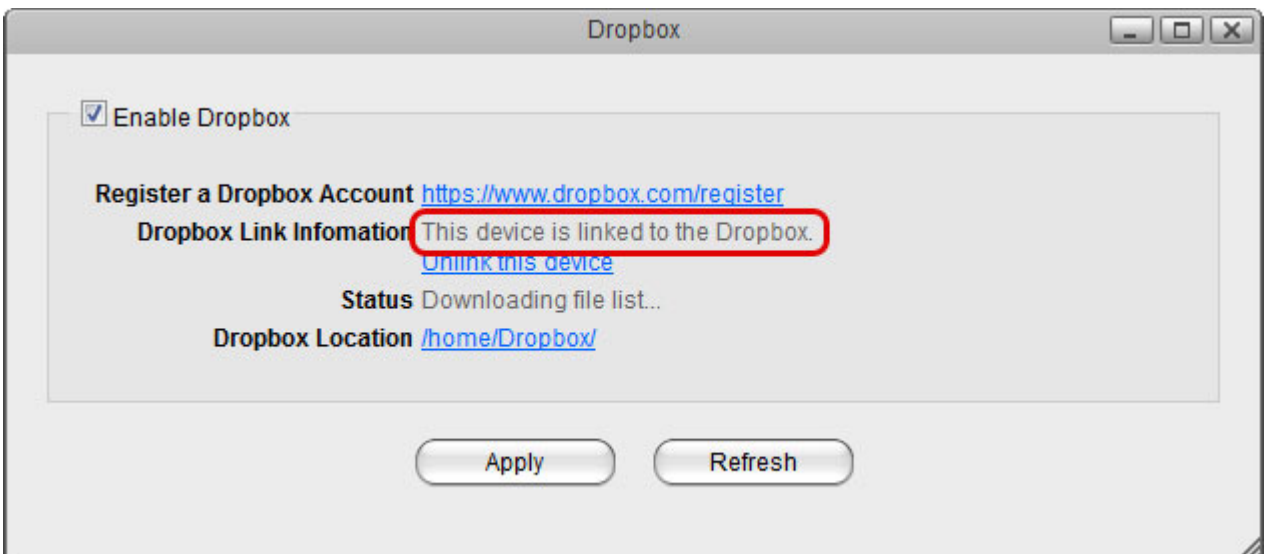 Dropbox
Enable Dropbox
Register a Dropbox Account https://www.dropbox.com/register
Dropbox Link Infomation This device is linked to the Dropbox.
Unlink this device
Status Downloading file list...
Dropbox Location /home/Dropbox/
Apply Refresh